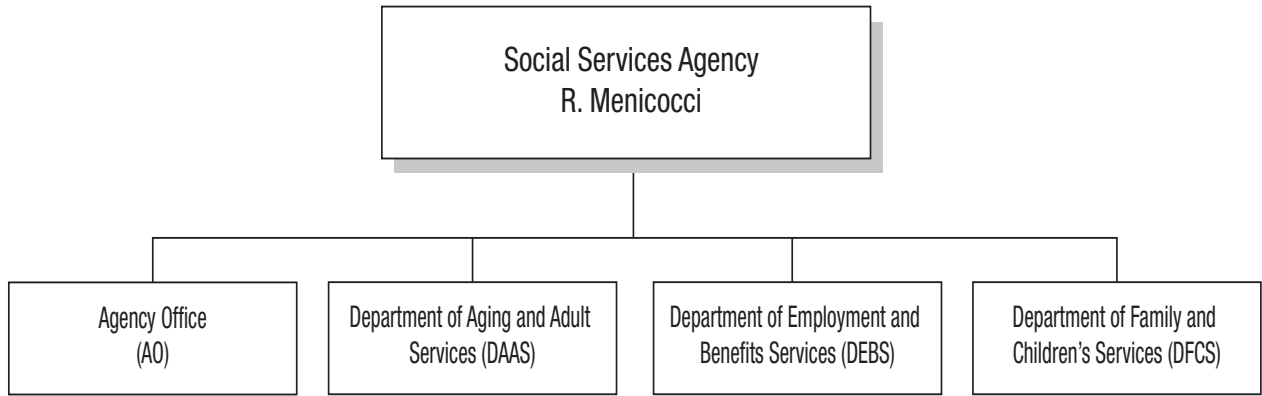 Social Services Agency
R. Menicocci
Agency Office
(AO)
Department of Aging and Adult
Services (DAAS)
Department of Employment and
Benefits Services (DEBS)
Department of Family and
Children’s Services (DFCS)